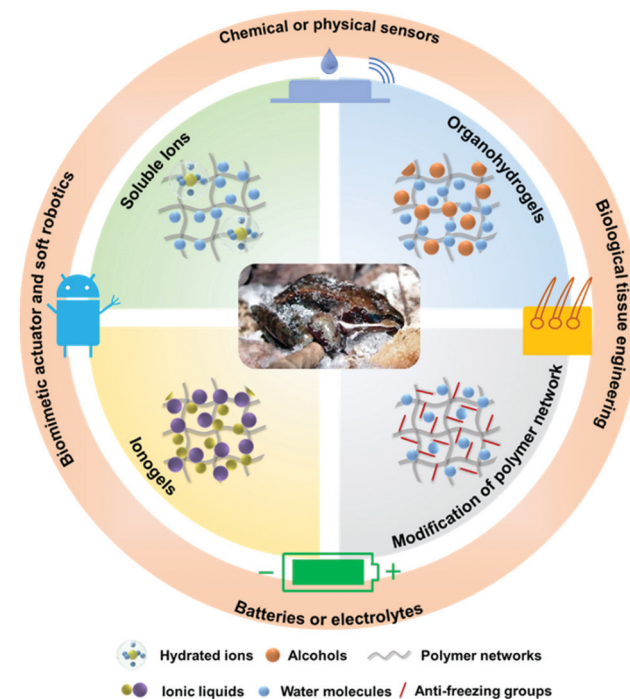 Chemical or physical sensors
Soluble Ions
Organohydrogels
Biomimetic actuator and soft robotics
Biological tissue engineering
Ionogels
Modification of polymer network
− +
Batteries or electrolytes
Hydrated ions Alcohols Polymer networks
Ionic liquids Water molecules Anti-freezing groups